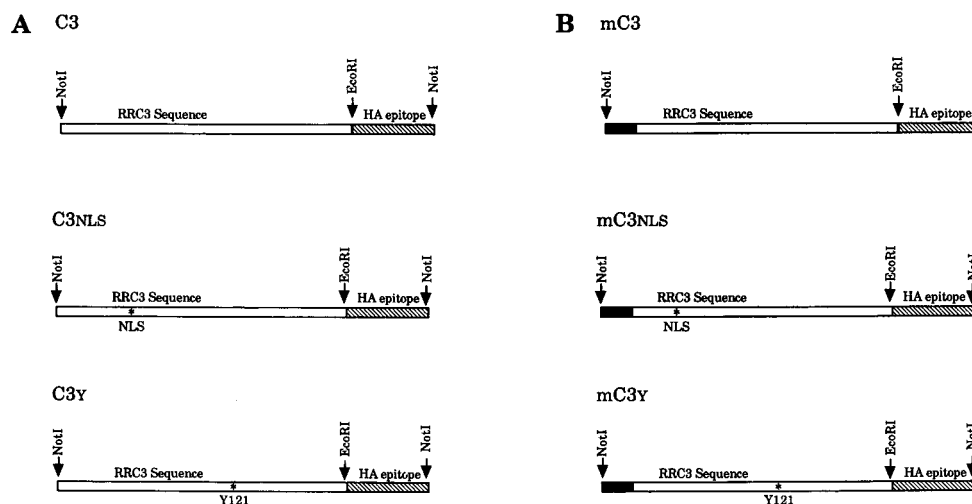 A
C3
NotI
EcoRI
NotI
RRC3 Sequence
HA epitope
C3NLS
NotI
EcoRI
NotI
RRC3 Sequence
HA epitope
*
NLS
C3Y
NotI
EcoRI
NotI
RRC3 Sequence
HA epitope
*
Y121
B
mC3
NotI
EcoRI
RRC3 Sequence
HA epitope
mC3NLS
NotI
EcoRI
NotI
RRC3 Sequence
HA epitope
*
NLS
mC3Y
NotI
EcoRI
NotI
RRC3 Sequence
HA epitope
*
Y121